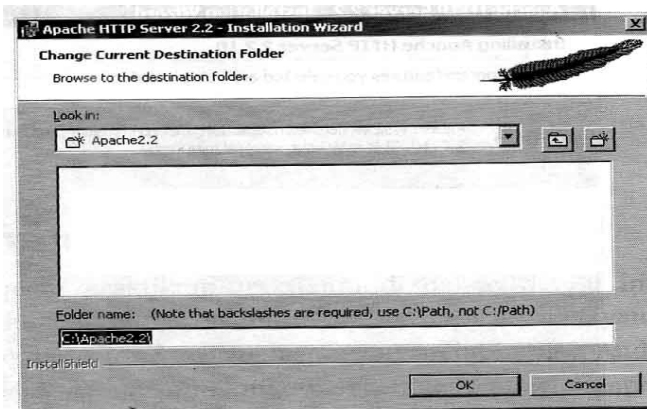 Apache HTTP Server 2.2 - Installation Wizard
Change Current Destination Folder
Browse to the destination folder.
Look in:
Apache2.2
Folder name: (Note that backslashes are required, use C:\Path, not C:/Path)
C:\Apache2.2\
InstallShield
OK
Cancel